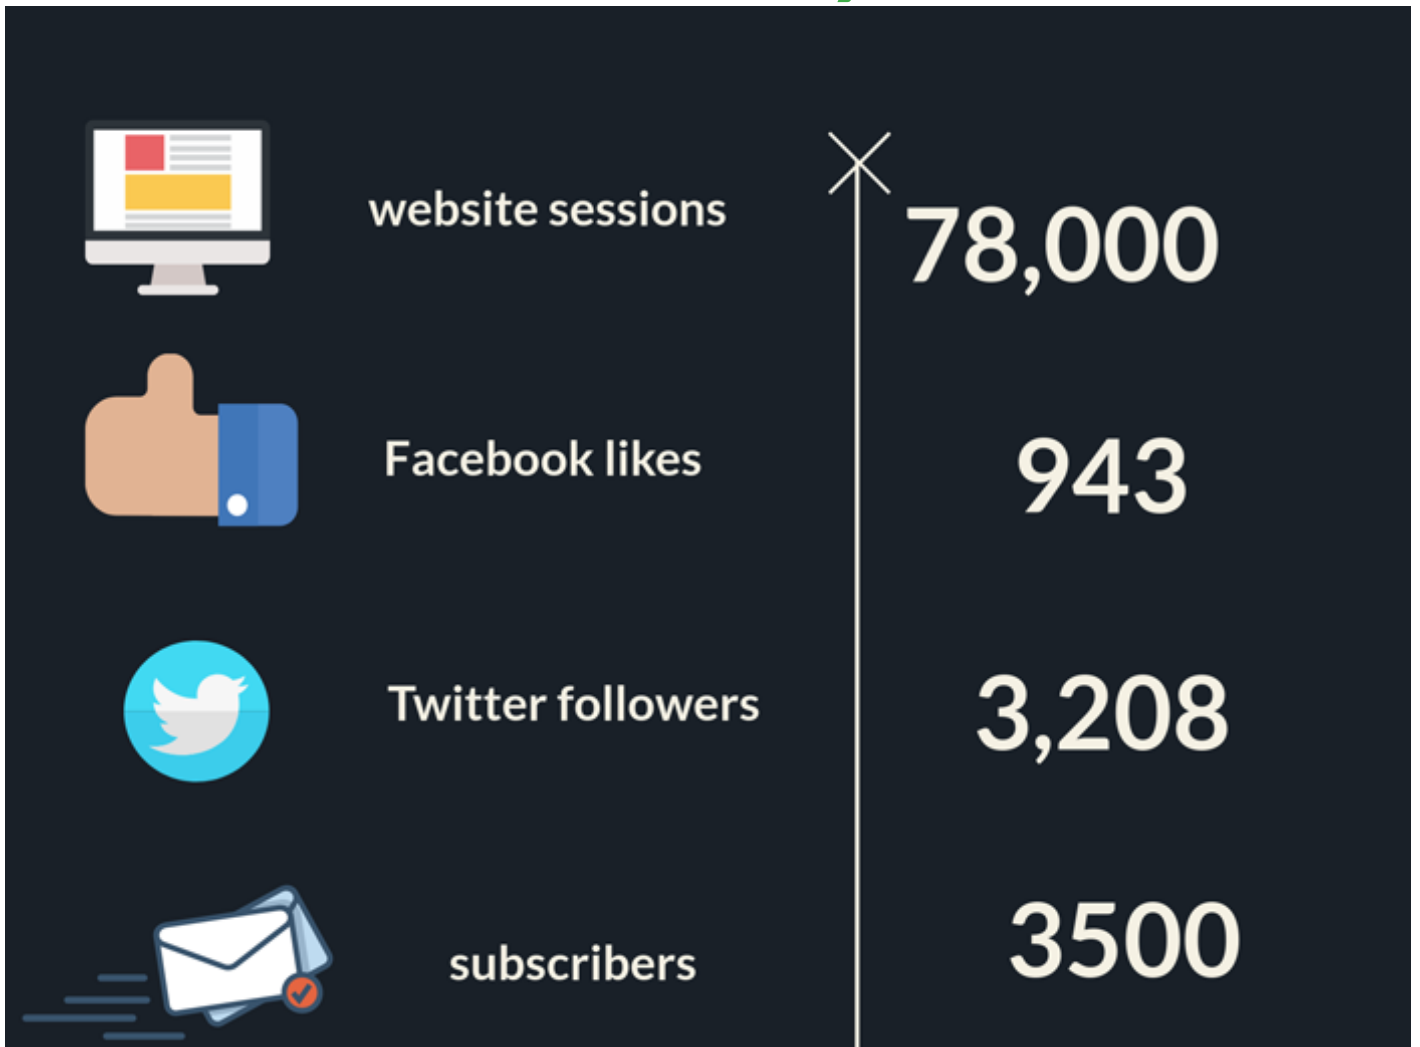 website sessions
78,000
Facebook likes
943
Twitter followers
3,208
subscribers
3500